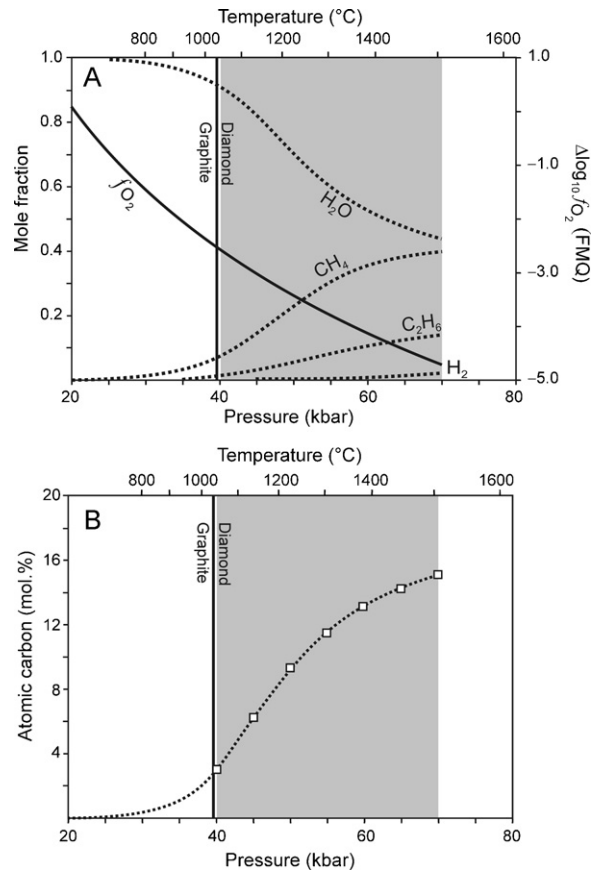 Temperature (°C)
800 1000 1200 1400 1600
A
1.0 1.0
0.8
0.6
0.4
0.2
Mole fraction
−1.0
−3.0
−5.0
Δlog₁₀ fO₂ (FMQ)
Graphite
Diamond
fO₂
H₂O
CH₄
C₂H₆
H₂
20 40 60 80
Pressure (kbar)
Temperature (°C)
800 1000 1200 1400 1600
B
20
16
12
8
4
Atomic carbon (mol.%)
Graphite
Diamond
20 40 60 80
Pressure (kbar)